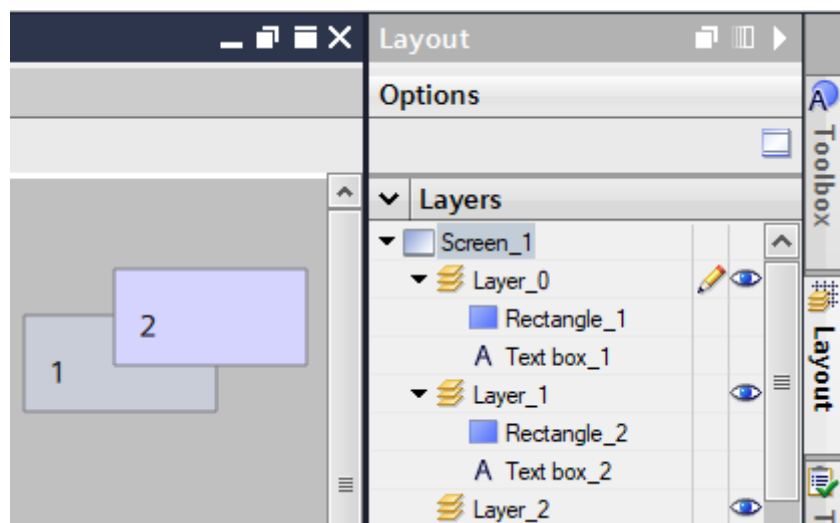 Layout
Options
Layers
Screen_1
Layer_0
Rectangle_1
A Text box_1
Layer_1
Rectangle_2
A Text box_2
Layer_2
2
1
A
Toolbox
Layout